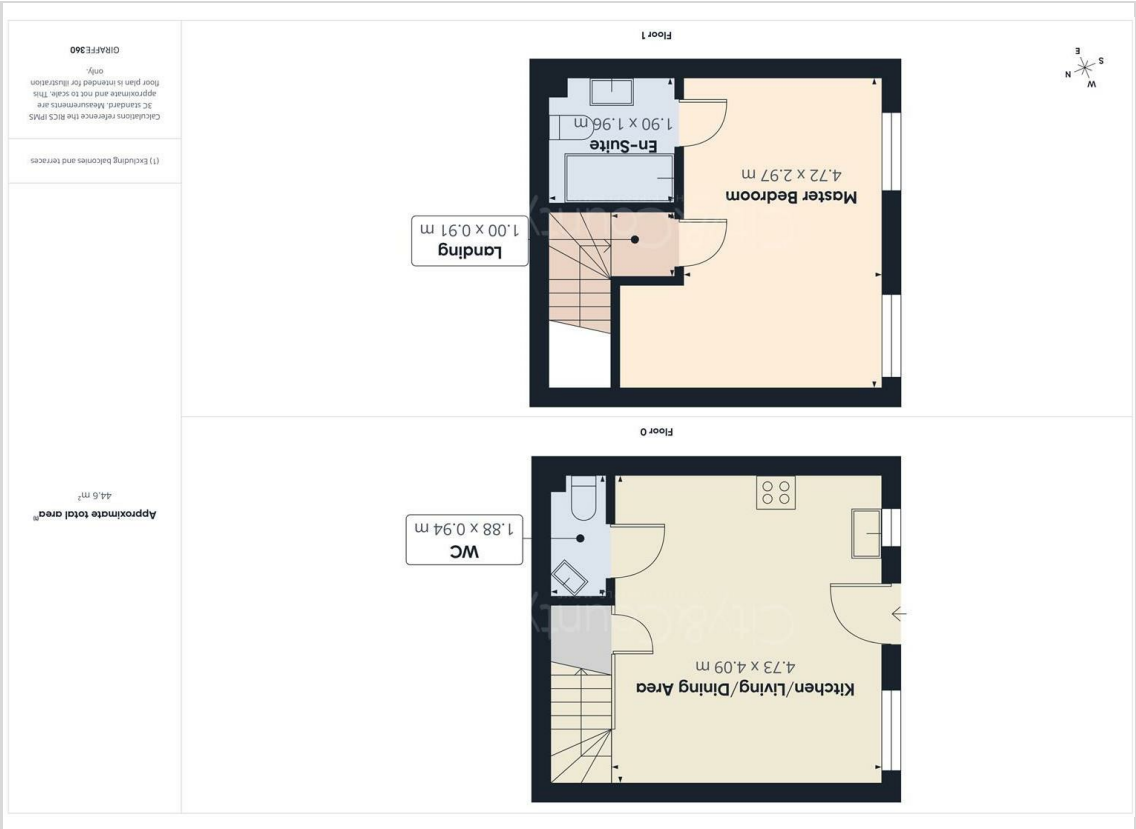 Kitchen/Living/Dining Area
4.73 x 4.09 m
City&County
WC
1.88 x 0.94 m
Floor 0
Landing
1.00 x 0.91 m
Master Bedroom
4.72 x 2.97 m
En-Suite
1.90 x 1.96 m
Floor 1
W
N
S
E
Approximate total area⁽¹⁾
44.6 m²
(1) Excluding balconies and terraces
Calculations reference the RICS IPMS
3C standard. Measurements are
approximate and not to scale. This
floor plan is intended for illustration
only.
GIRAFFE360